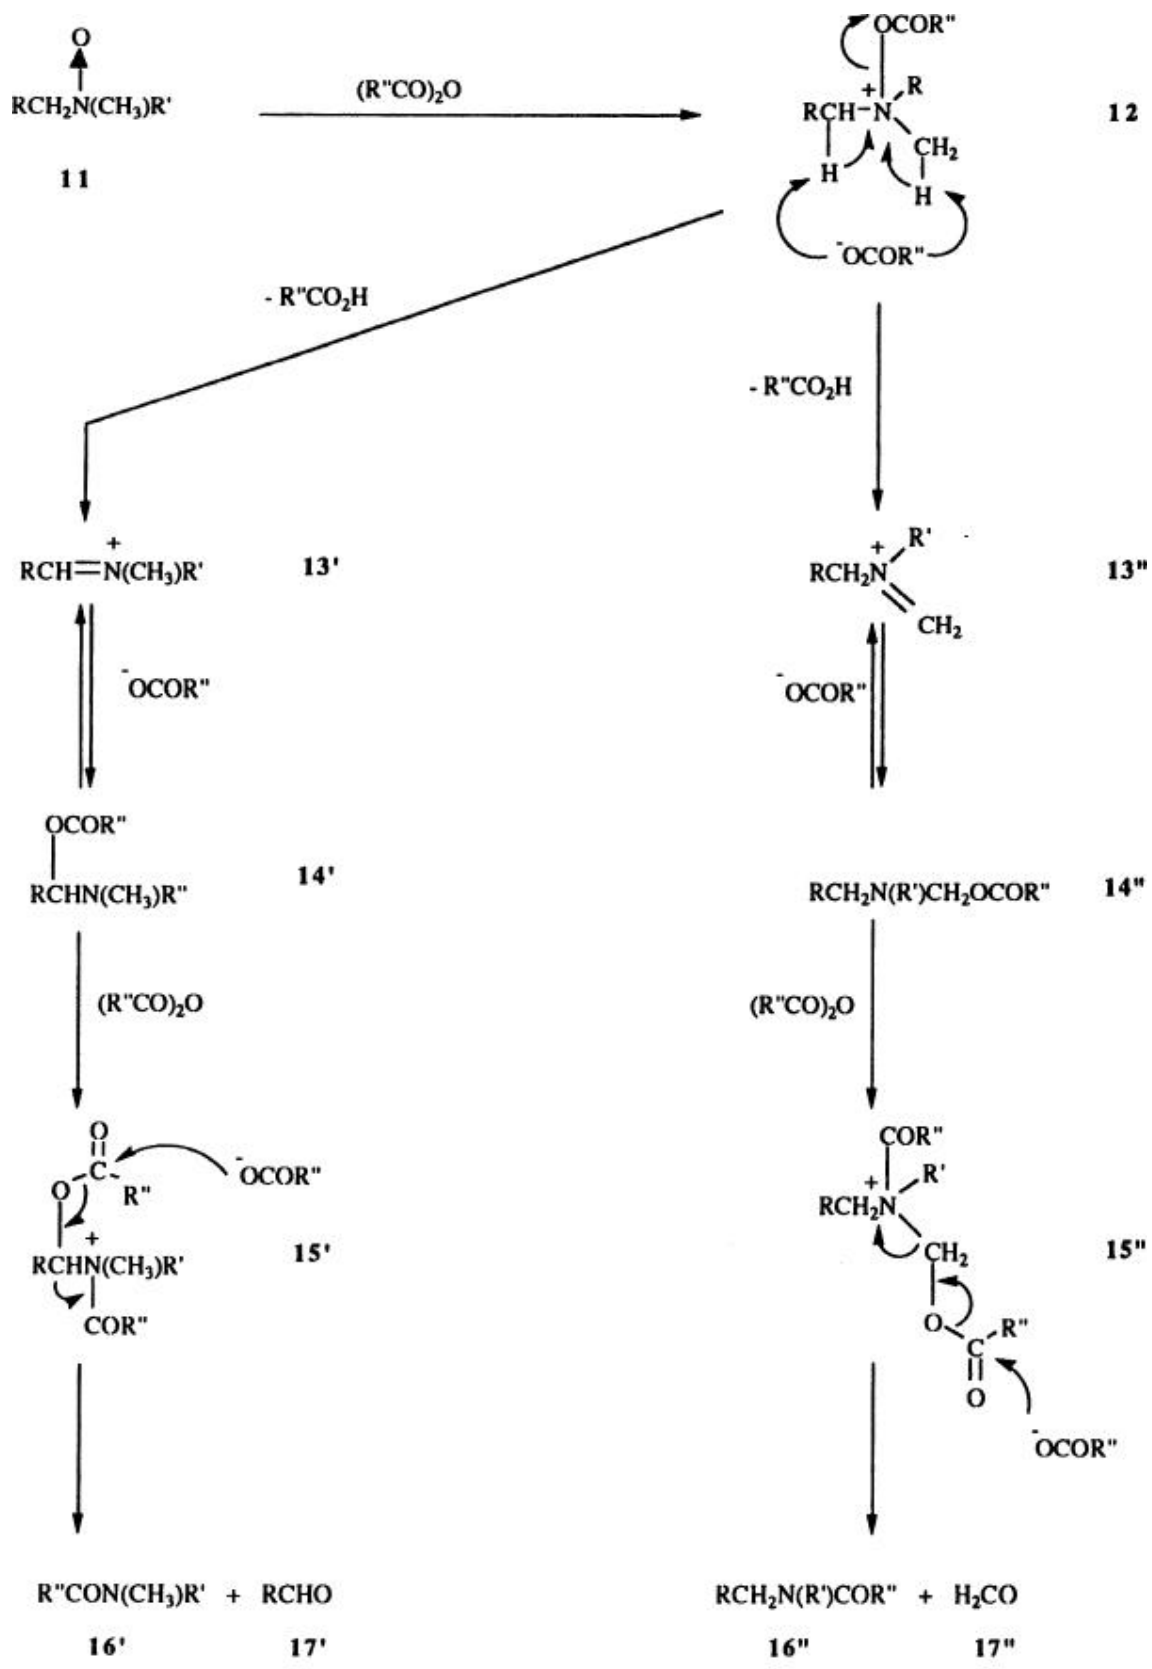 O
OCOR"
(R"CO)₂O
+
R
RCH₂N(CH₃)R'
RCH-N
12
CH₂
11
H
H
⁻OCOR"
- R"CO₂H
- R"CO₂H
+
R'
+
RCH=N(CH₃)R'
13'
RCH₂N
13"
CH₂
⁻OCOR"
⁻OCOR"
OCOR"
14'
RCHN(CH₃)R"
RCH₂N(R')CH₂OCOR"
14"
(R"CO)₂O
(R"CO)₂O
O
COR"
C
⁻OCOR"
R'
O
R"
+
RCH₂N
+
15'
CH₂
15"
RCHN(CH₃)R'
COR"
O
R"
C
O
⁻OCOR"
R"CON(CH₃)R' + RCHO
RCH₂N(R')COR" + H₂CO
16'
17'
16"
17"